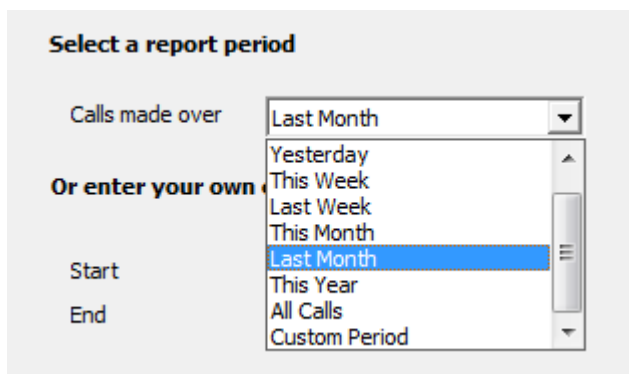 Select a report period
Calls made over Last Month
Yesterday
This Week
Or enter your own
Last Week
This Month
Last Month
Start
This Year
End
All Calls
Custom Period